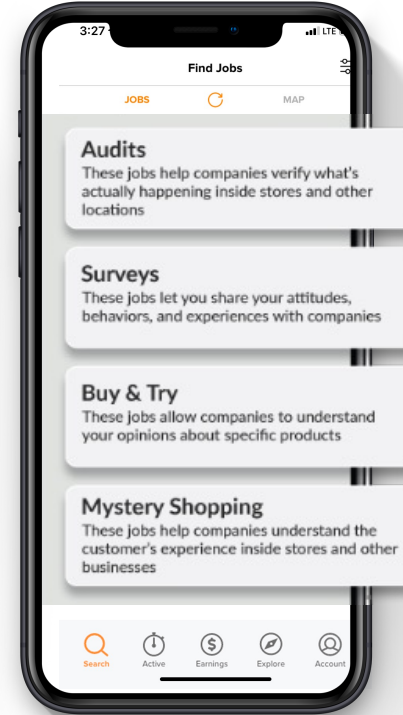 3:27
LTE
Find Jobs
JOBS
MAP
Audits
These jobs help companies verify what's
actually happening inside stores and other
locations
Surveys
These jobs let you share your attitudes,
behaviors, and experiences with companies
Buy & Try
These jobs allow companies to understand
your opinions about specific products
Mystery Shopping
These jobs help companies understand the
customer's experience inside stores and other
businesses
Search Active Earnings Explore Account